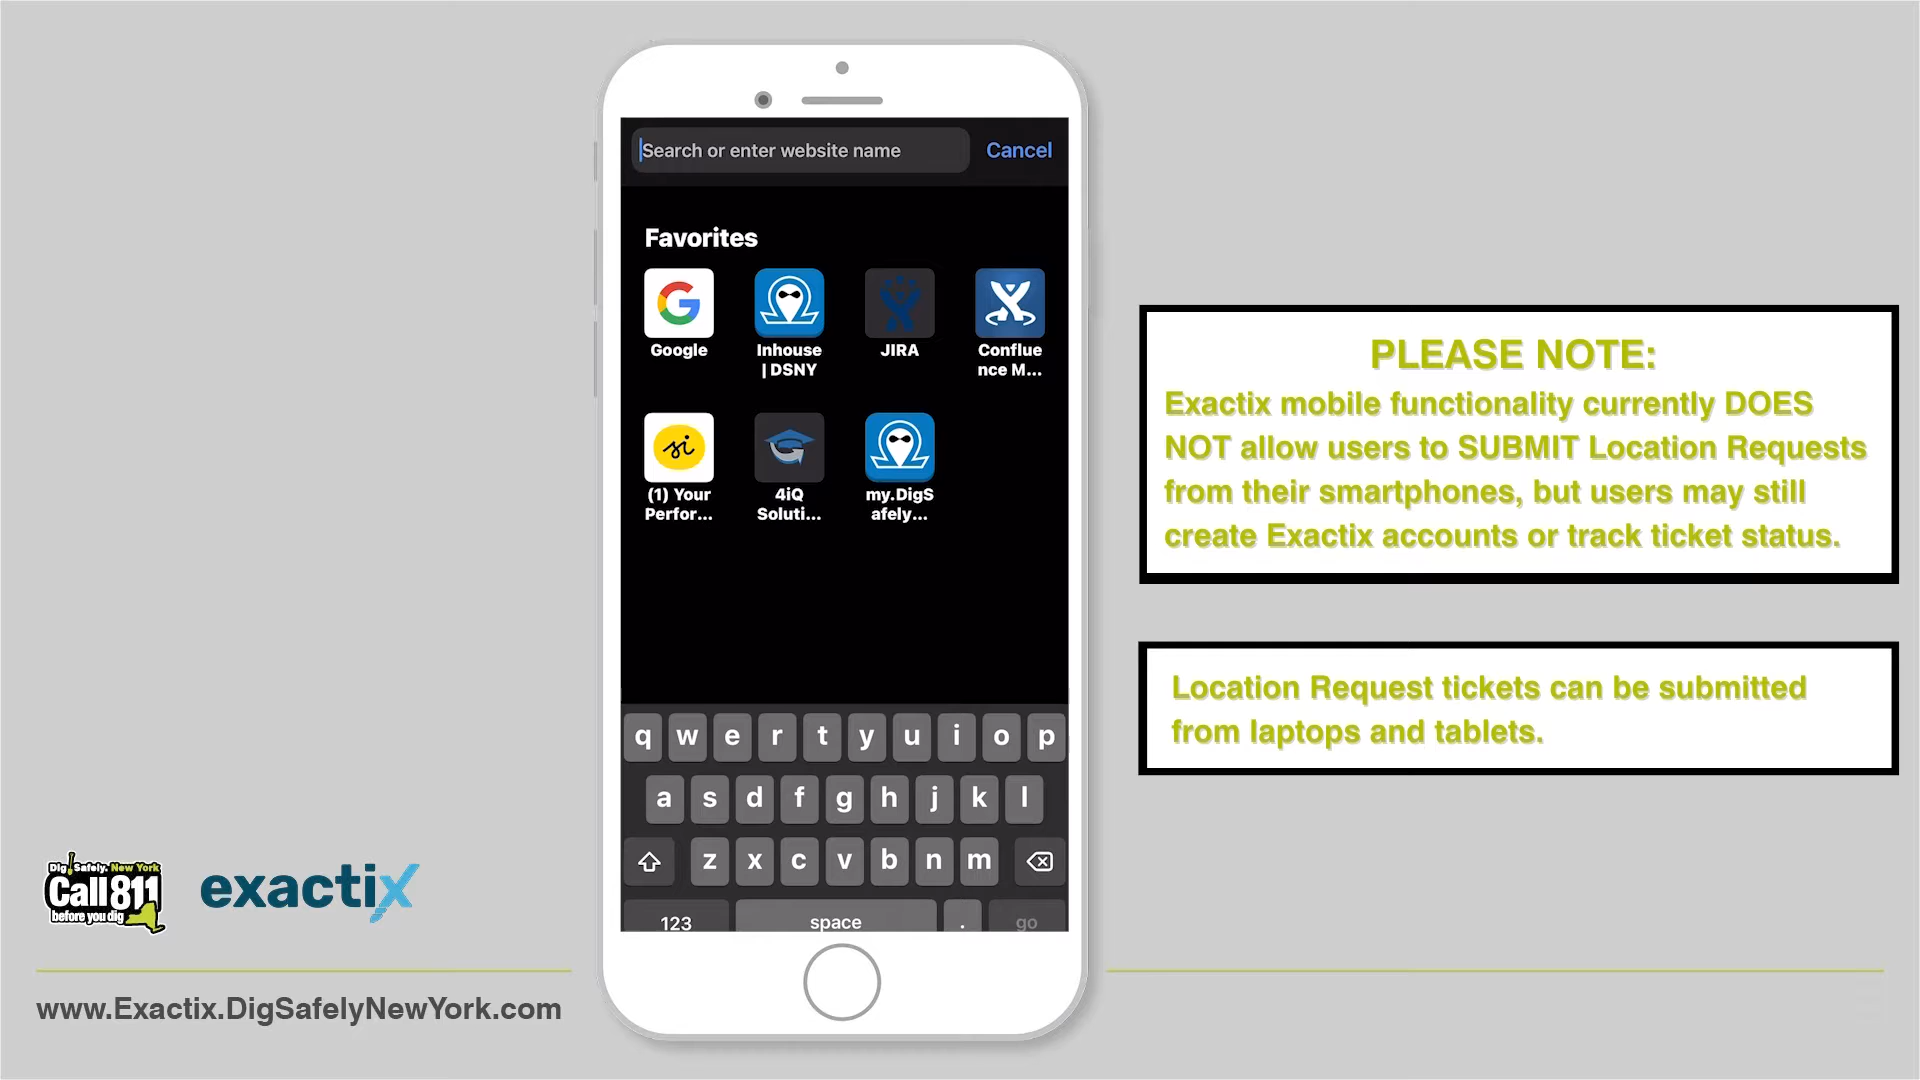 Search or enter website name
Cancel
Favorites
Google
Inhouse
| DSNY
JIRA
Conflue
nce M...
si
(1) Your
Perfor...
4iQ
Soluti...
my.DigS
afely...
q w e r t y u i o p
a s d f g h j k l
z x c v b n m
123
space
.
go
PLEASE NOTE:
Exactix mobile functionality currently DOES
NOT allow users to SUBMIT Location Requests
from their smartphones, but users may still
create Exactix accounts or track ticket status.
Location Request tickets can be submitted
from laptops and tablets.
Dig Safely. New York
Call 811
before you dig
exactix
www.Exactix.DigSafelyNewYork.com